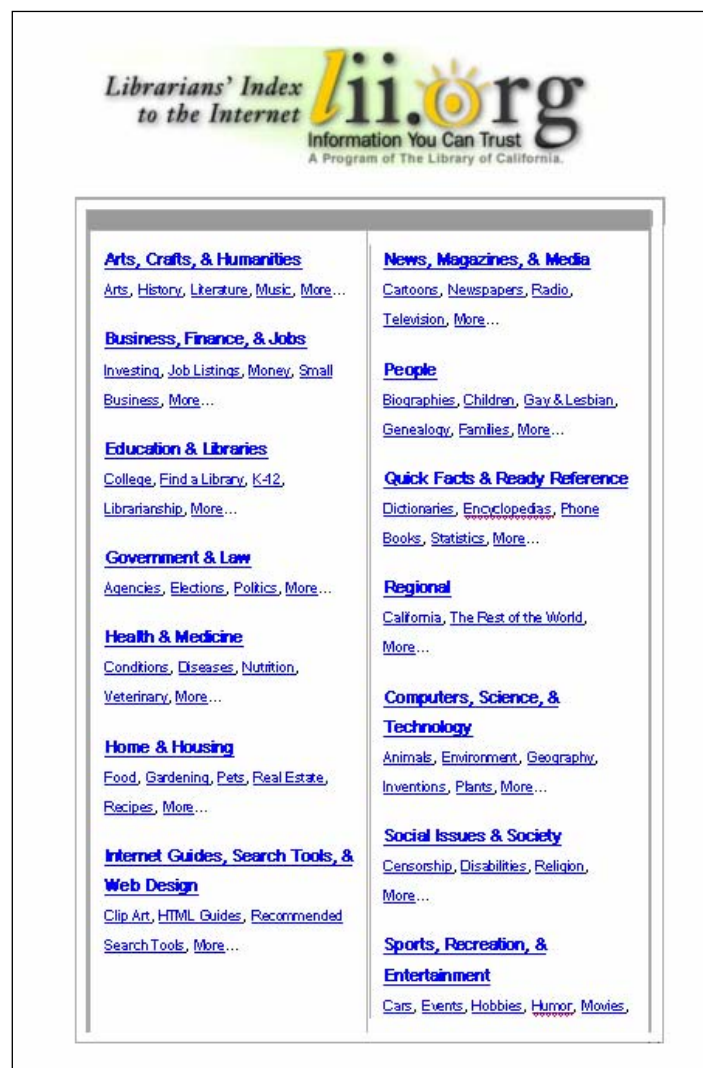 Librarians' Index
to the Internet
lii.org
Information You Can Trust
A Program of The Library of California.
Arts, Crafts, & Humanities
Arts, History, Literature, Music, More...
Business, Finance, & Jobs
Investing, Job Listings, Money, Small
Business, More...
Education & Libraries
College, Find a Library, K-12,
Librarianship, More...
Government & Law
Agencies, Elections, Politics, More...
Health & Medicine
Conditions, Diseases, Nutrition,
Veterinary, More...
Home & Housing
Food, Gardening, Pets, Real Estate,
Recipes, More...
Internet Guides, Search Tools, &
Web Design
Clip Art, HTML Guides, Recommended
Search Tools, More...
News, Magazines, & Media
Cartoons, Newspapers, Radio,
Television, More...
People
Biographies, Children, Gay & Lesbian,
Genealogy, Families, More...
Quick Facts & Ready Reference
Dictionaries, Encyclopedias, Phone
Books, Statistics, More...
Regional
California, The Rest of the World,
More...
Computers, Science, &
Technology
Animals, Environment, Geography,
Inventions, Plants, More...
Social Issues & Society
Censorship, Disabilities, Religion,
More...
Sports, Recreation, &
Entertainment
Cars, Events, Hobbies, Humor, Movies,